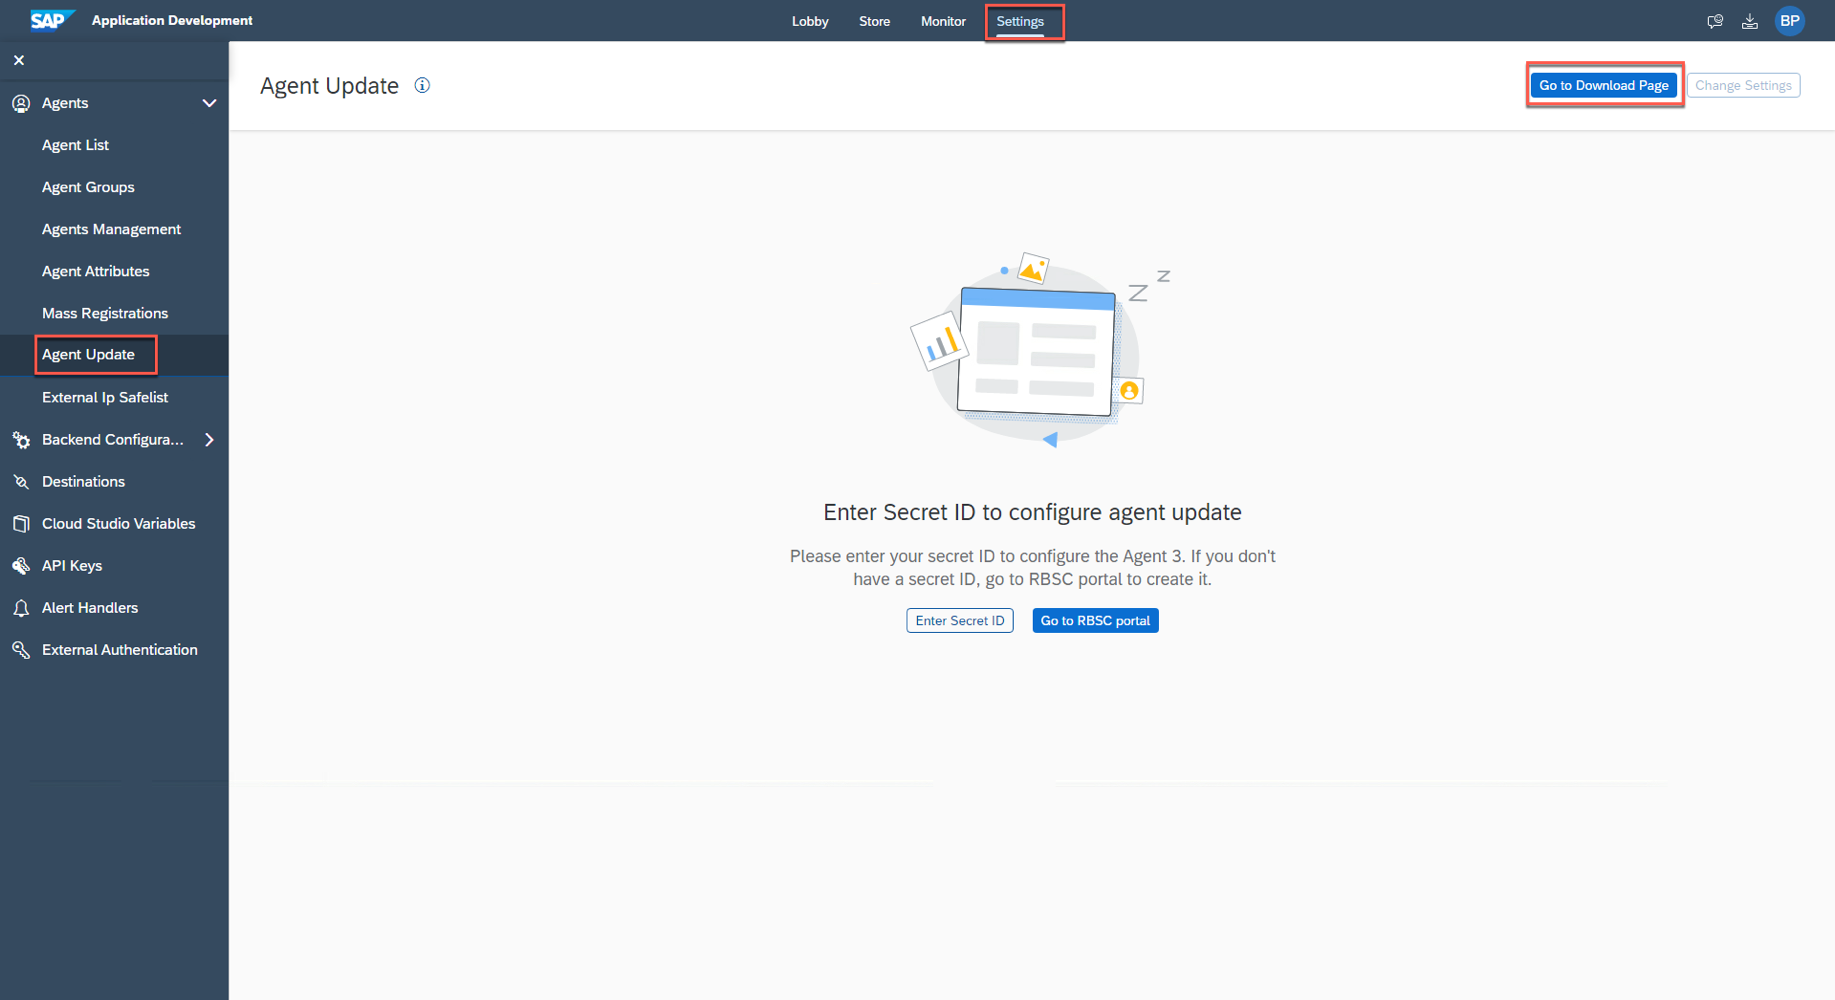 SAP Application Development
Lobby
Store
Monitor
Settings
BP
Agents
Agent List
Agent Groups
Agents Management
Agent Attributes
Mass Registrations
Agent Update
External Ip Safelist
Backend Configura...
Destinations
Cloud Studio Variables
API Keys
Alert Handlers
External Authentication
Agent Update
Go to Download Page
Change Settings
Z Z
Enter Secret ID to configure agent update
Please enter your secret ID to configure the Agent 3. If you don't
have a secret ID, go to RBSC portal to create it.
Enter Secret ID
Go to RBSC portal